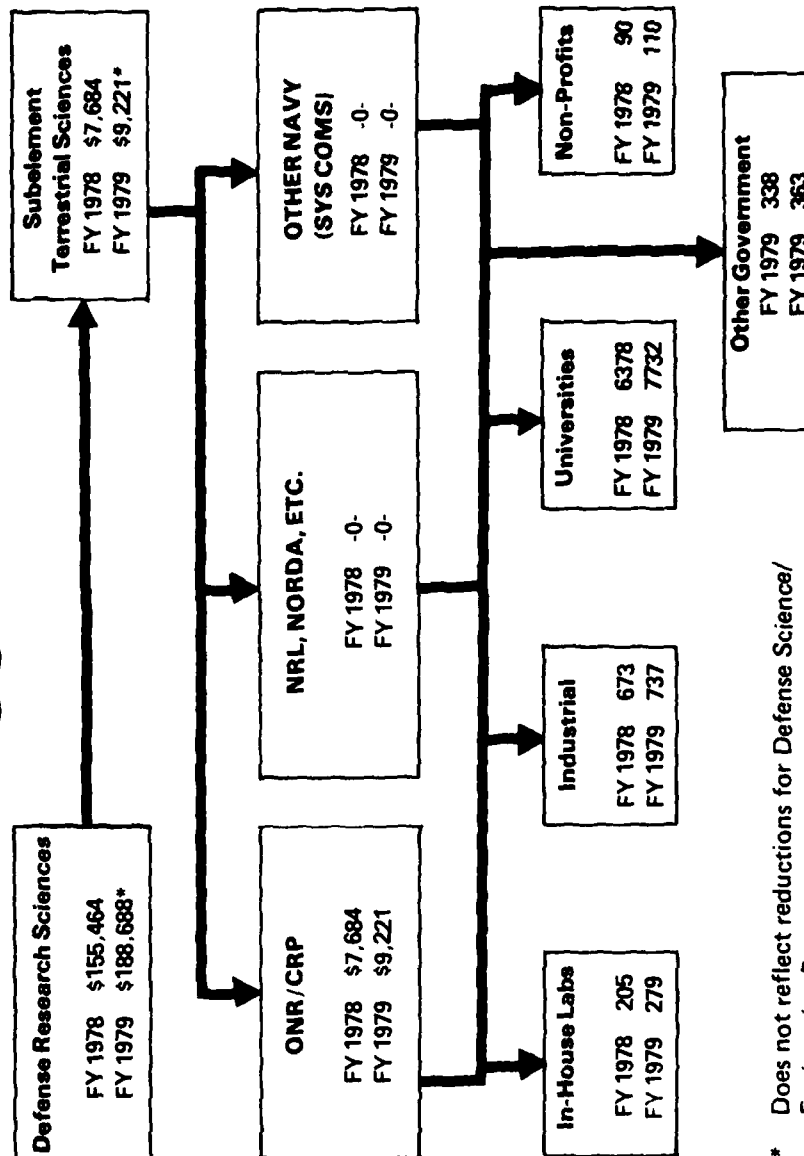 Defense Research Sciences
FY 1978 $155,464
FY 1979 $188,688*
Subelement
Terrestrial Sciences
FY 1978 $7,684
FY 1979 $9,221*
ONR/CRP
FY 1978 $7,684
FY 1979 $9,221
NRL, NORDA, ETC.
FY 1978 -0-
FY 1979 -0-
OTHER NAVY
(SYS COMS)
FY 1978 -0-
FY 1979 -0-
In-House Labs
FY 1978 205
FY 1979 279
Industrial
FY 1978 673
FY 1979 737
Universities
FY 1978 6378
FY 1979 7732
Non-Profits
FY 1978 90
FY 1979 110
Other Government
FY 1979 338
FY 1979 363
* Does not reflect reductions for Defense Science/